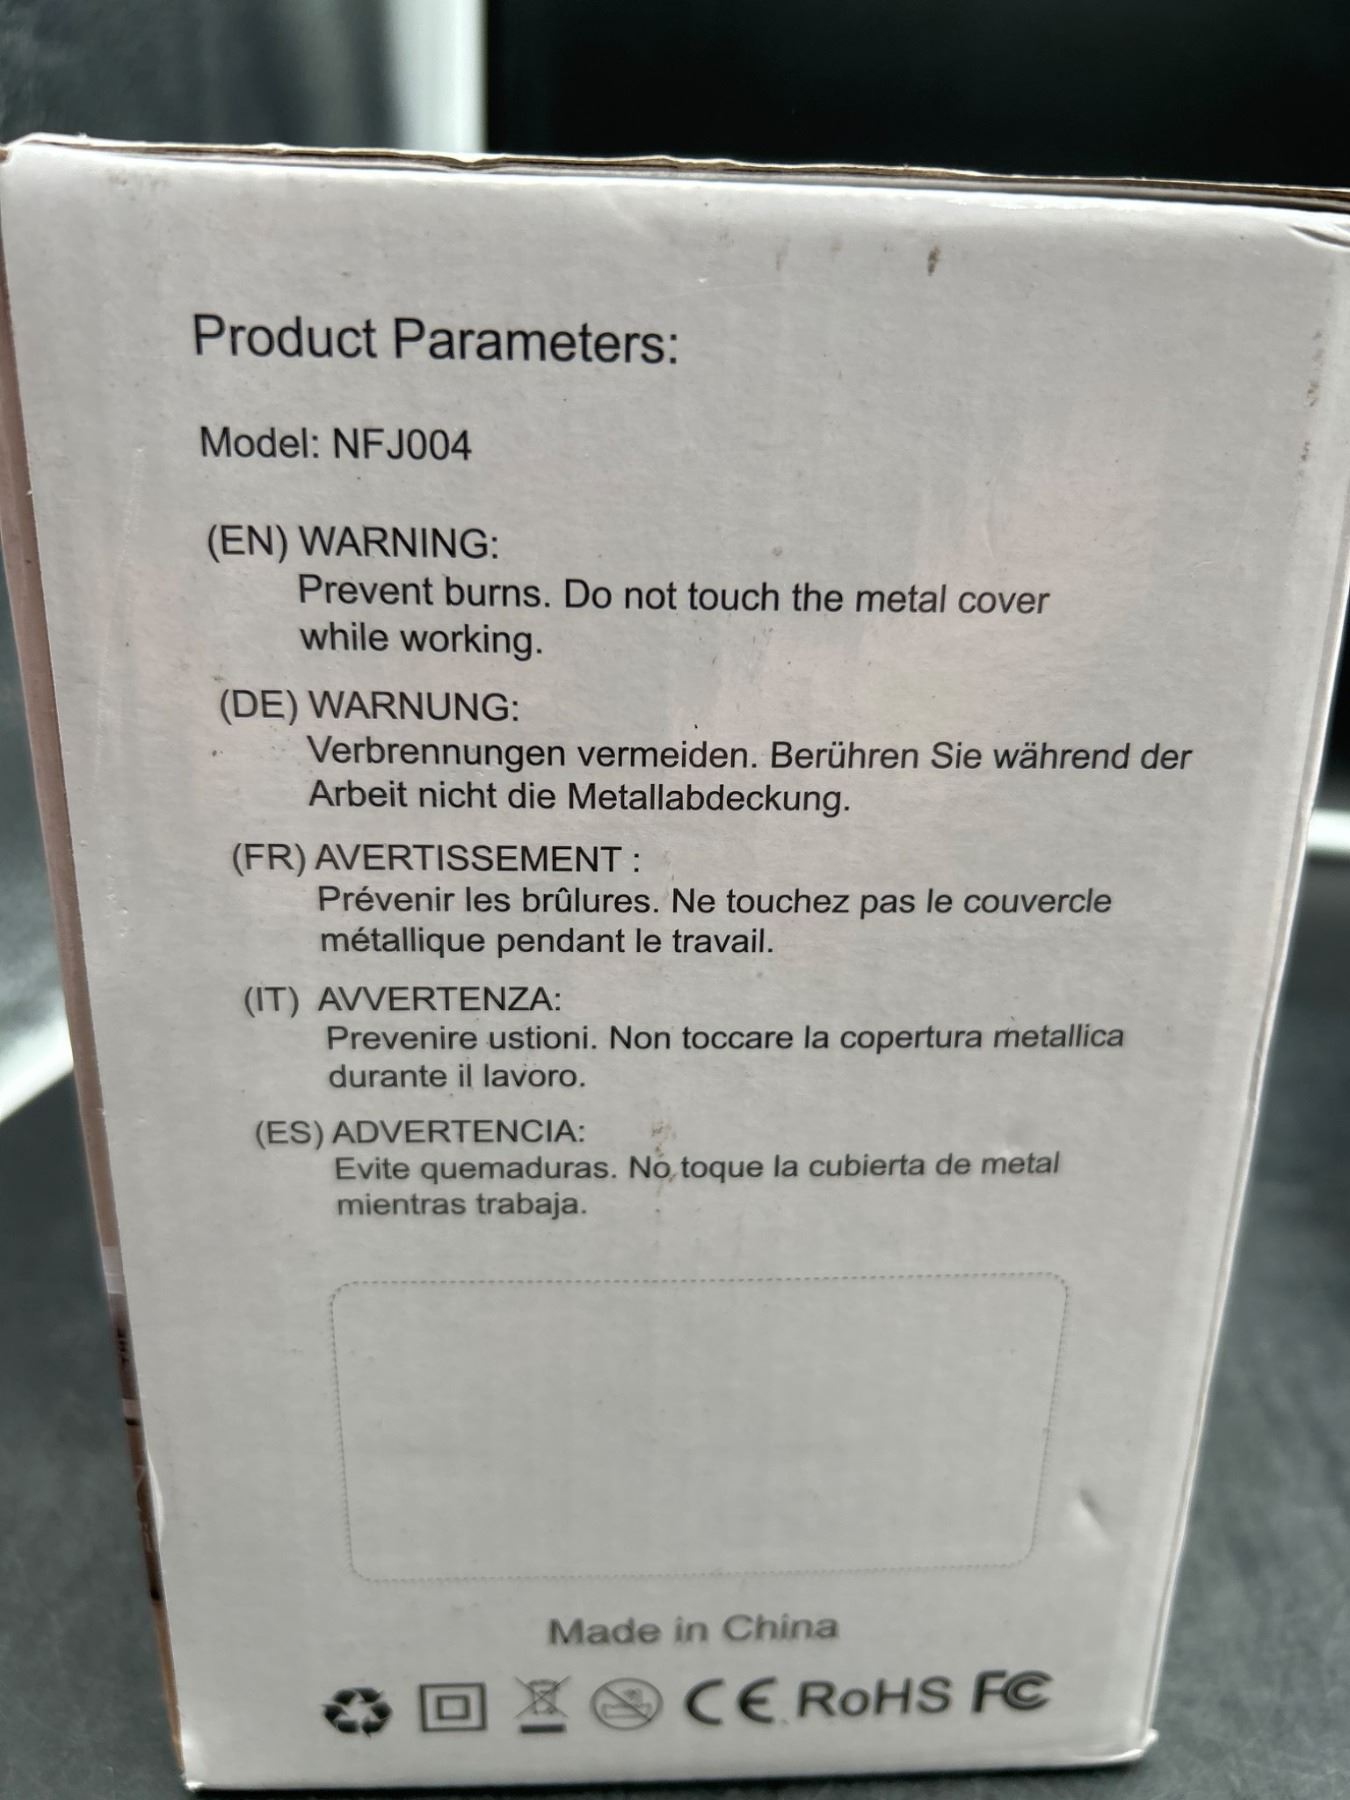 Product Parameters:
Model: NFJ004
(EN) WARNING:
Prevent burns. Do not touch the metal cover
while working.
(DE) WARNUNG:
Verbrennungen vermeiden. Berühren Sie während der
Arbeit nicht die Metallabdeckung.
(FR) AVERTISSEMENT :
Prévenir les brûlures. Ne touchez pas le couvercle
métallique pendant le travail.
(IT) AVVERTENZA:
Prevenire ustioni. Non toccare la copertura metallica
durante il lavoro.
(ES) ADVERTENCIA:
Evite quemaduras. No toque la cubierta de metal
mientras trabaja.
Made in China
CE RoHS FC